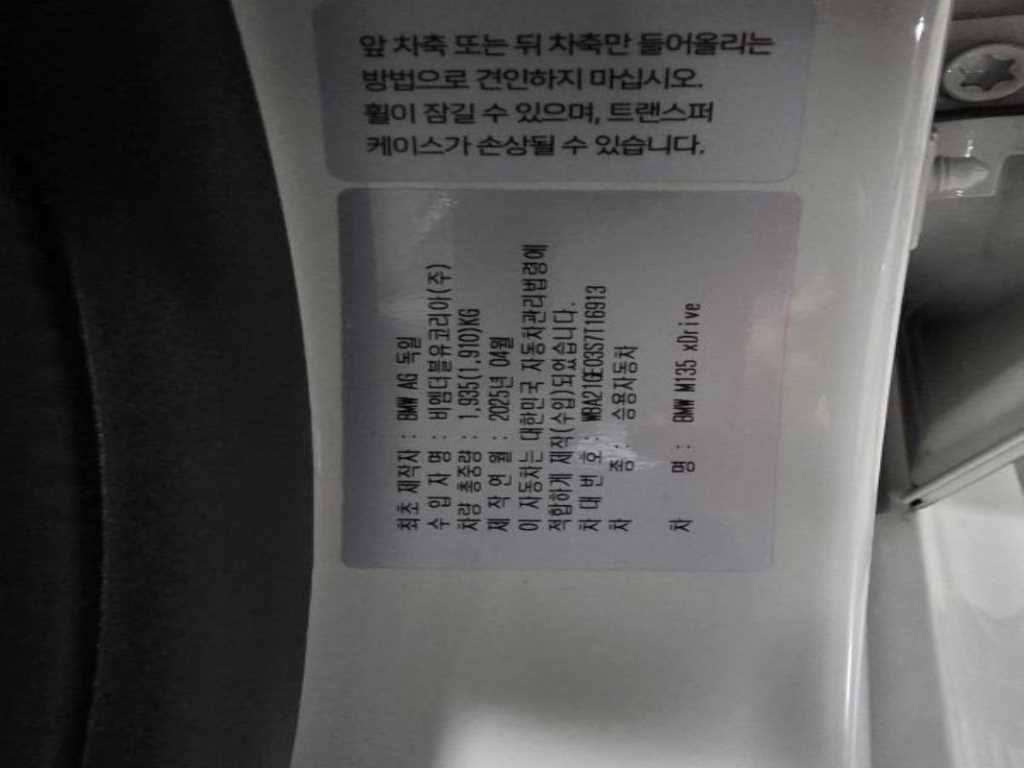 앞 차축 또는 뒤 차축만 들어올리는
방법으로 견인하지 마십시오.
휠이 잠길 수 있으며, 트랜스퍼
케이스가 손상될 수 있습니다.
최초 제작자 : BMW AG 독일
수 입 자 명 : 비엠더블유코리아(주)
차량 총중량 : 1,935(1,910)KG
제 작 연 월 : 2025년 04월
이 자동차는 대한민국 자동차관리법령에
적합하게 제작(수입)되었습니다.
차 대 번 호 : WBA21GE0357T16913
차 종 : 승용자동차
차 명 : BMW M135 xDrive